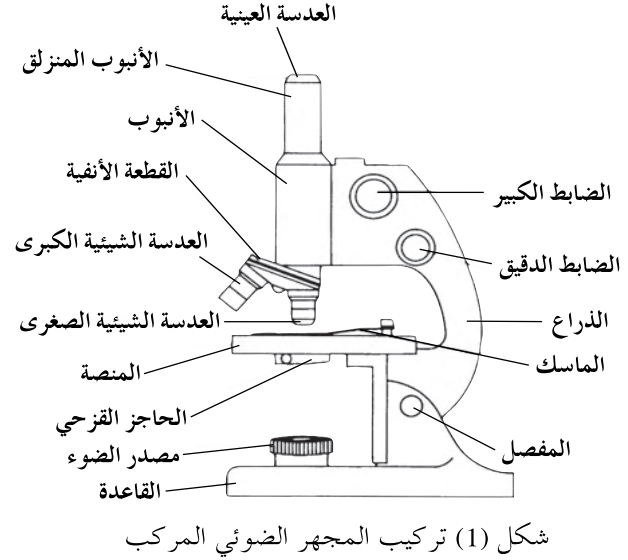 العدسة العينية
الأنبوب المنزلق
الأنبوب
القطعة الأنفية
الضابط الكبير
العدسة الشيئية الكبرى
الضابط الدقيق
العدسة الشيئية الصغرى
الذراع
الماسك
المنصة
الحاجز القزحي
المفصل
مصدر الضوء
القاعدة
شكل (1) تركيب المجهر الضوئي المركب